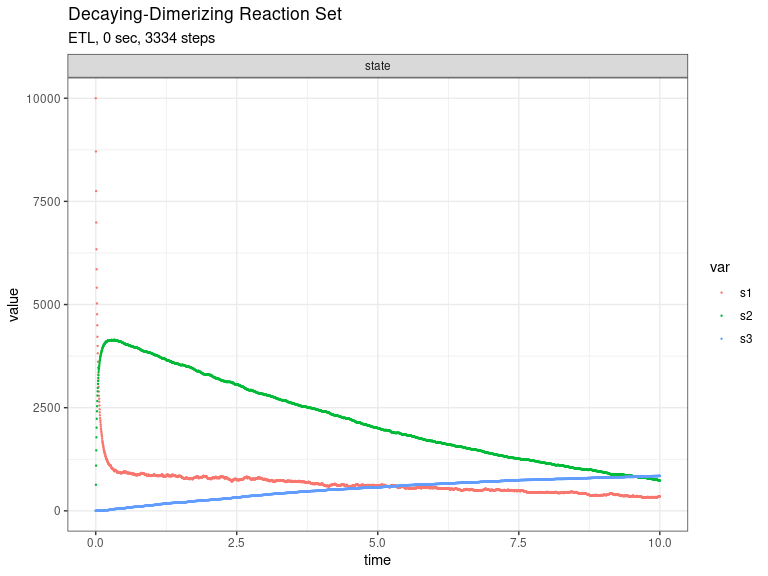 Decaying-Dimerizing Reaction Set
ETL, 0 sec, 3334 steps
state
10000
7500
5000
2500
0
value
0.0
2.5
5.0
7.5
10.0
time
var
s1
s2
s3